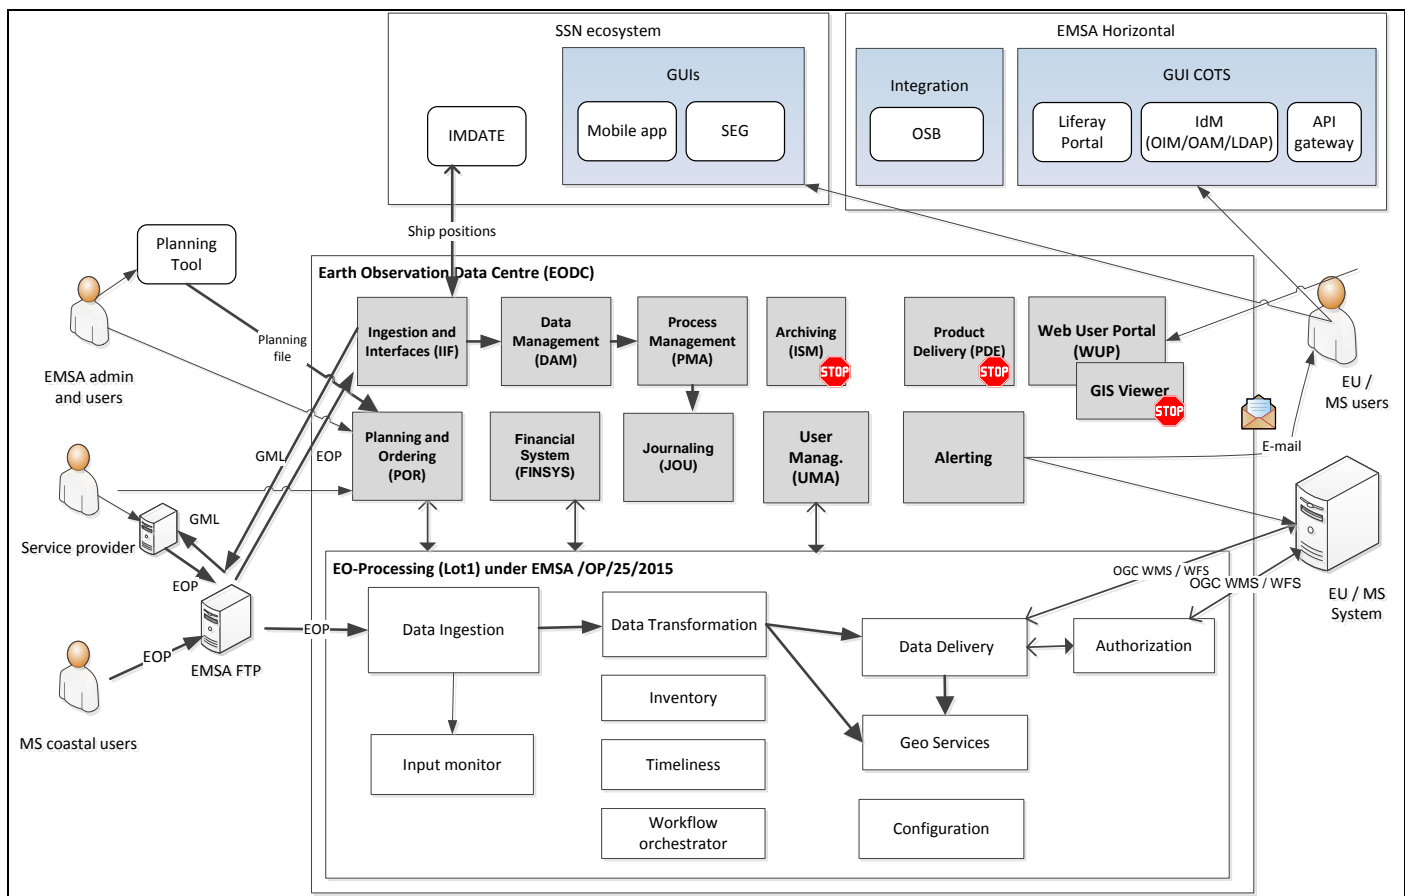 SSN ecosystem
EMSA Horizontal
GUIs
Mobile app
SEG
IMDATE
Integration
OSB
GUI COTS
Liferay
Portal
IdM
(OIM/OAM/LDAP)
API
gateway
Ship positions
Planning
Tool
EMSA admin
and users
Planning
file
Earth Observation Data Centre (EODC)
Ingestion and
Interfaces (IIF)
Data
Management
(DAM)
Process
Management
(PMA)
Archiving
(ISM)
STOP
Product
Delivery (PDE)
STOP
Web User Portal
(WUP)
GIS Viewer
STOP
EU /
MS users
E-mail
Planning and
Ordering
(POR)
Financial
System
(FINSYS)
Journaling
(JOU)
User
Manag.
(UMA)
Alerting
GML
EOP
Service provider
GML
EOP
EMSA FTP
EOP
MS coastal users
EOP
EU / MS
System
OGC WMS / WFS
OGC WMS / WFS
EO-Processing (Lot1) under EMSA /OP/25/2015
Data Ingestion
Data Transformation
Data Delivery
Authorization
Inventory
Input monitor
Timeliness
Geo Services
Workflow
orchestrator
Configuration